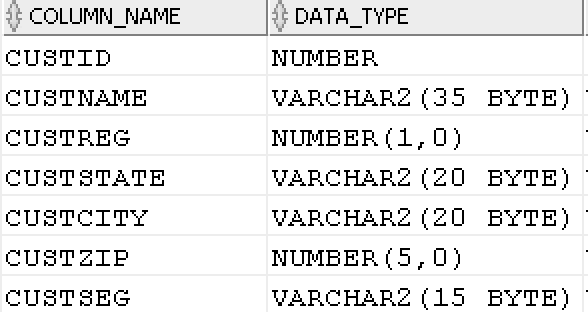 COLUMN_NAME DATA_TYPE
CUSTID NUMBER
CUSTNAME VARCHAR2(35 BYTE)
CUSTREG NUMBER(1,0)
CUSTSTATE VARCHAR2(20 BYTE)
CUSTCITY VARCHAR2(20 BYTE)
CUSTZIP NUMBER(5,0)
CUSTSEG VARCHAR2(15 BYTE)